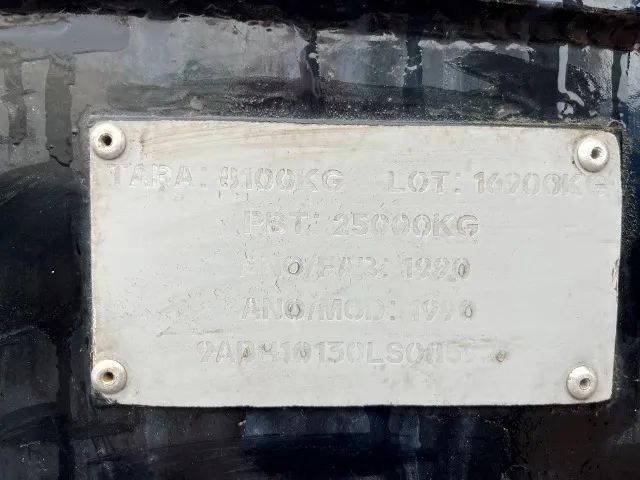 TARA: 8100KG LOT: 16900KG
PBT: 25000KG
ANO/FAB: 1990
ANO/MOD: 1990